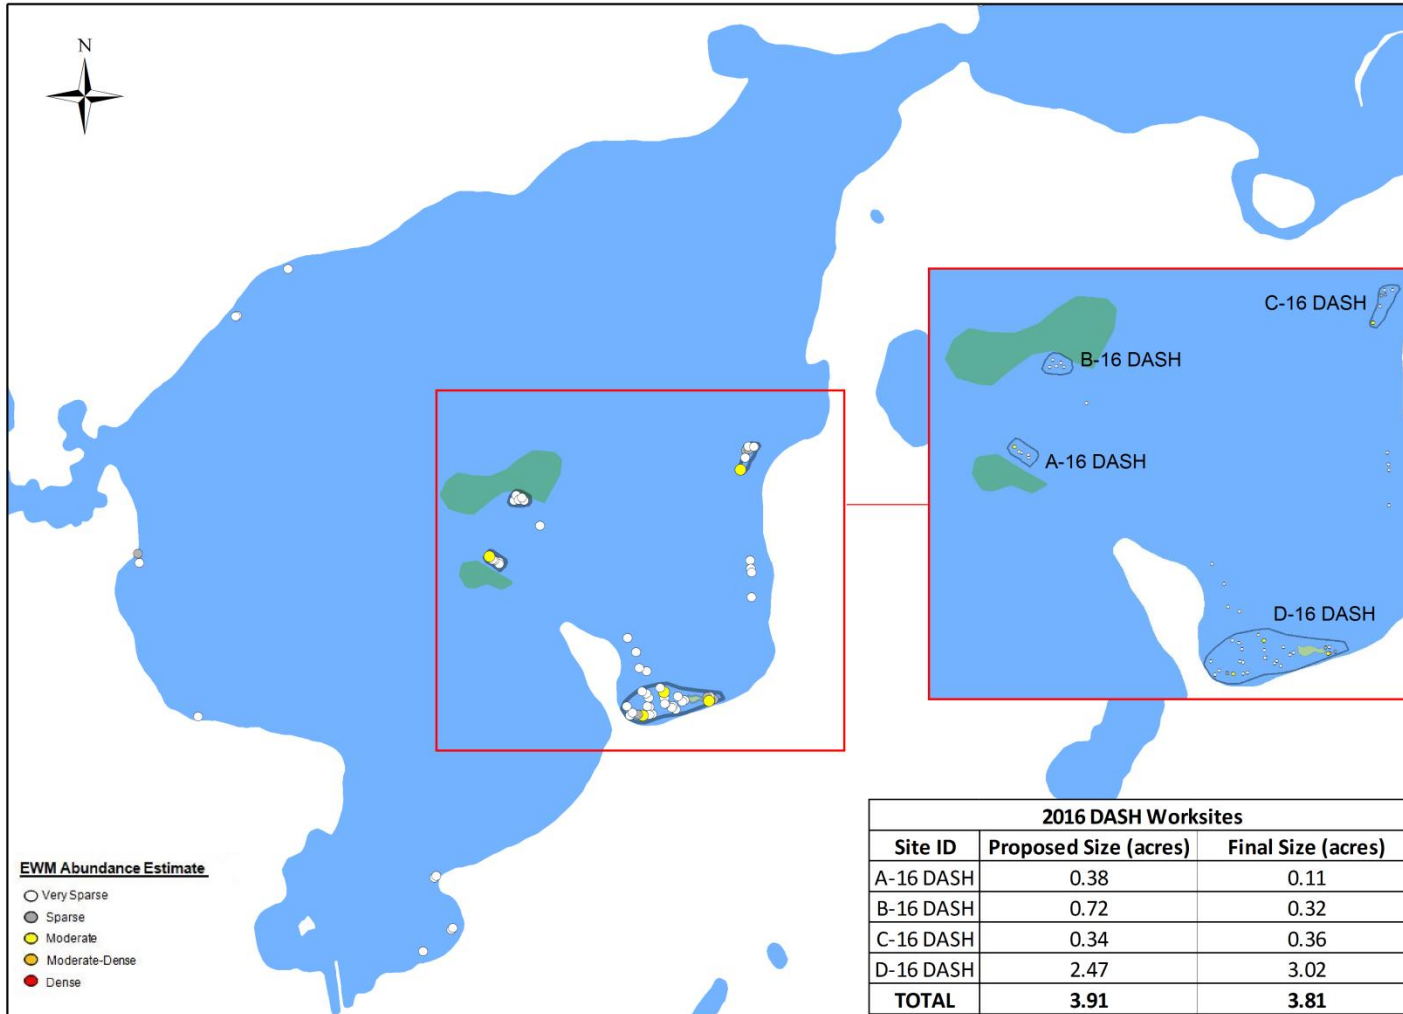 N
C-16 DASH
B-16 DASH
A-16 DASH
D-16 DASH
EWM Abundance Estimate
Very Sparse
Sparse
Moderate
Moderate-Dense
Dense
2016 DASH Worksites
Site ID Proposed Size (acres) Final Size (acres)
A-16 DASH 0.38 0.11
B-16 DASH 0.72 0.32
C-16 DASH 0.34 0.36
D-16 DASH 2.47 3.02
TOTAL 3.91 3.81